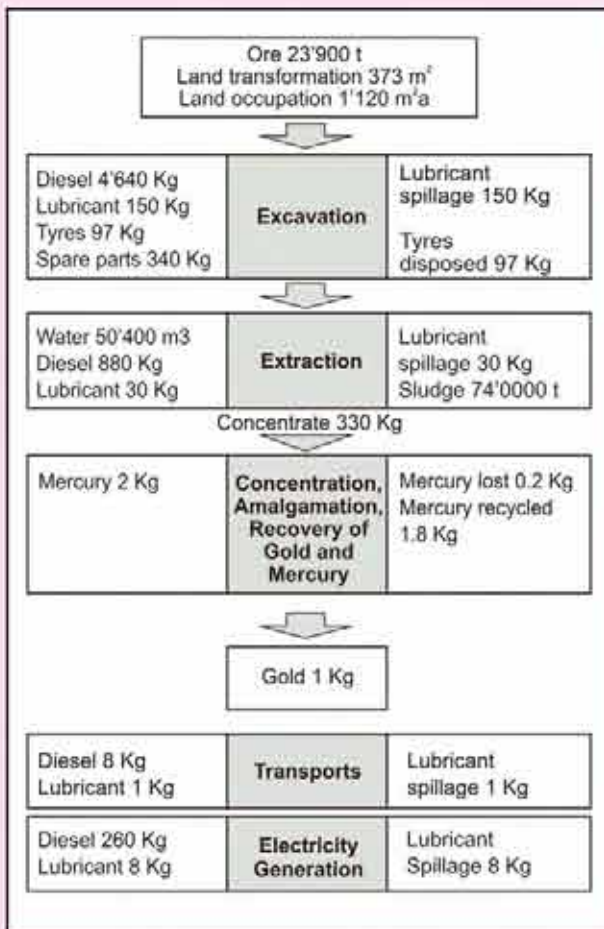 Ore 23'900 t
Land transformation 373 m²
Land occupation 1'120 m²a
Diesel 4'640 Kg
Lubricant 150 Kg
Tyres 97 Kg
Spare parts 340 Kg
Excavation
Lubricant
spillage 150 Kg
Tyres
disposed 97 Kg
Water 50'400 m3
Diesel 880 Kg
Lubricant 30 Kg
Extraction
Lubricant
spillage 30 Kg
Sludge 74'0000 t
Concentrate 330 Kg
Mercury 2 Kg
Concentration,
Amalgamation,
Recovery of
Gold and
Mercury
Mercury lost 0.2 Kg
Mercury recycled
1.8 Kg
Gold 1 Kg
Diesel 8 Kg
Lubricant 1 Kg
Transports
Lubricant
spillage 1 Kg
Diesel 260 Kg
Lubricant 8 Kg
Electricity
Generation
Lubricant
Spillage 8 Kg